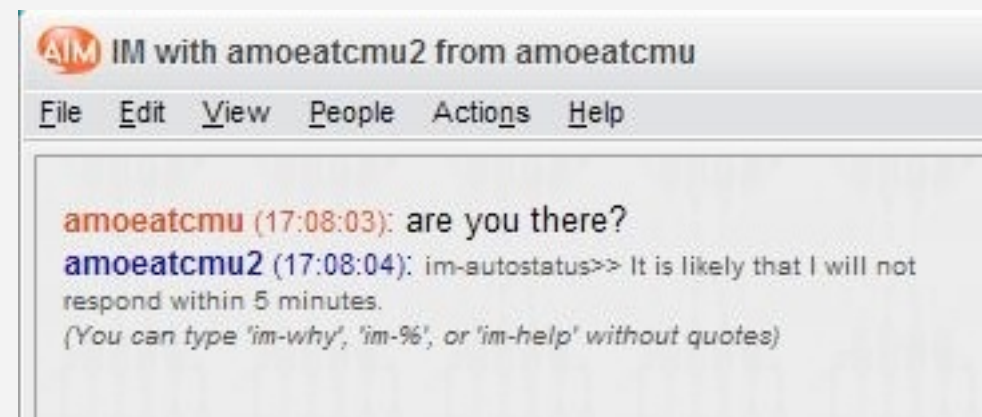 AIM IM with amoeatcmu2 from amoeatcmu
File Edit View People Actions Help
amoeatcmu (17:08:03): are you there?
amoeatcmu2 (17:08:04): im-autostatus>> It is likely that I will not
respond within 5 minutes.
(You can type 'im-why', 'im-%', or 'im-help' without quotes)